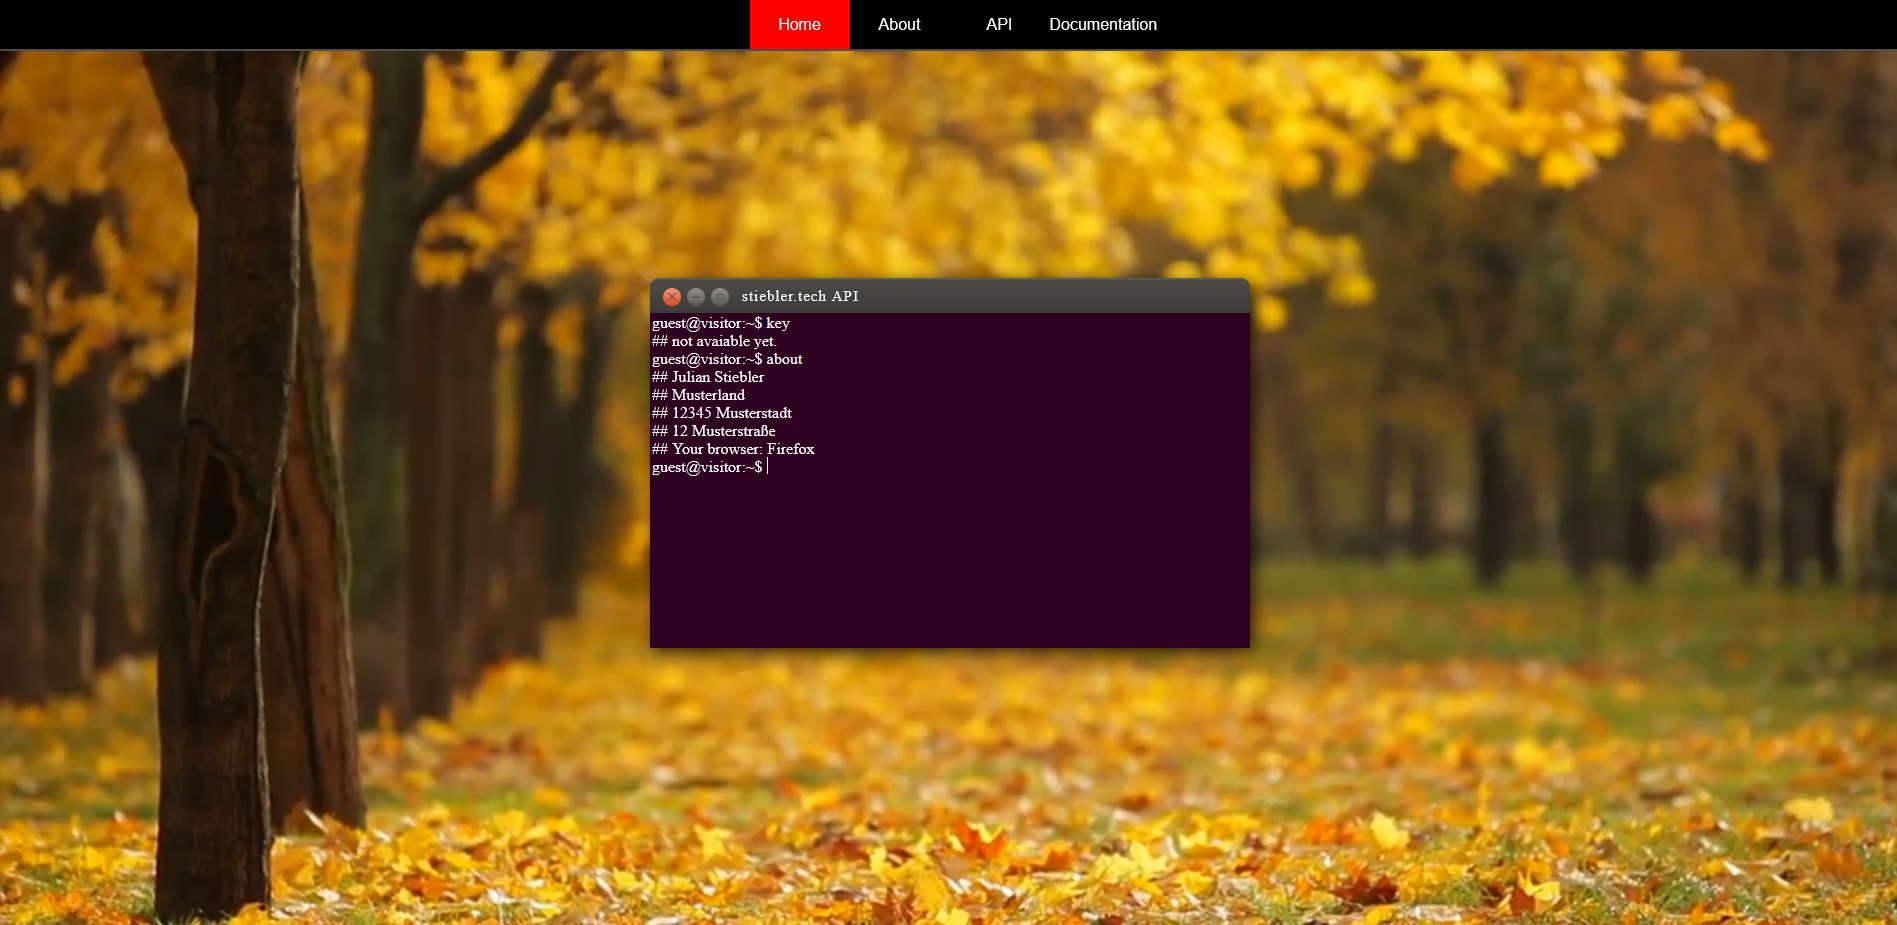 Home About API Documentation
stiebler.tech API
guest@visitor:~$ key
## not avaiable yet.
guest@visitor:~$ about
## Julian Stiebler
## Musterland
## 12345 Musterstadt
## 12 Musterstraße
## Your browser: Firefox
guest@visitor:~$